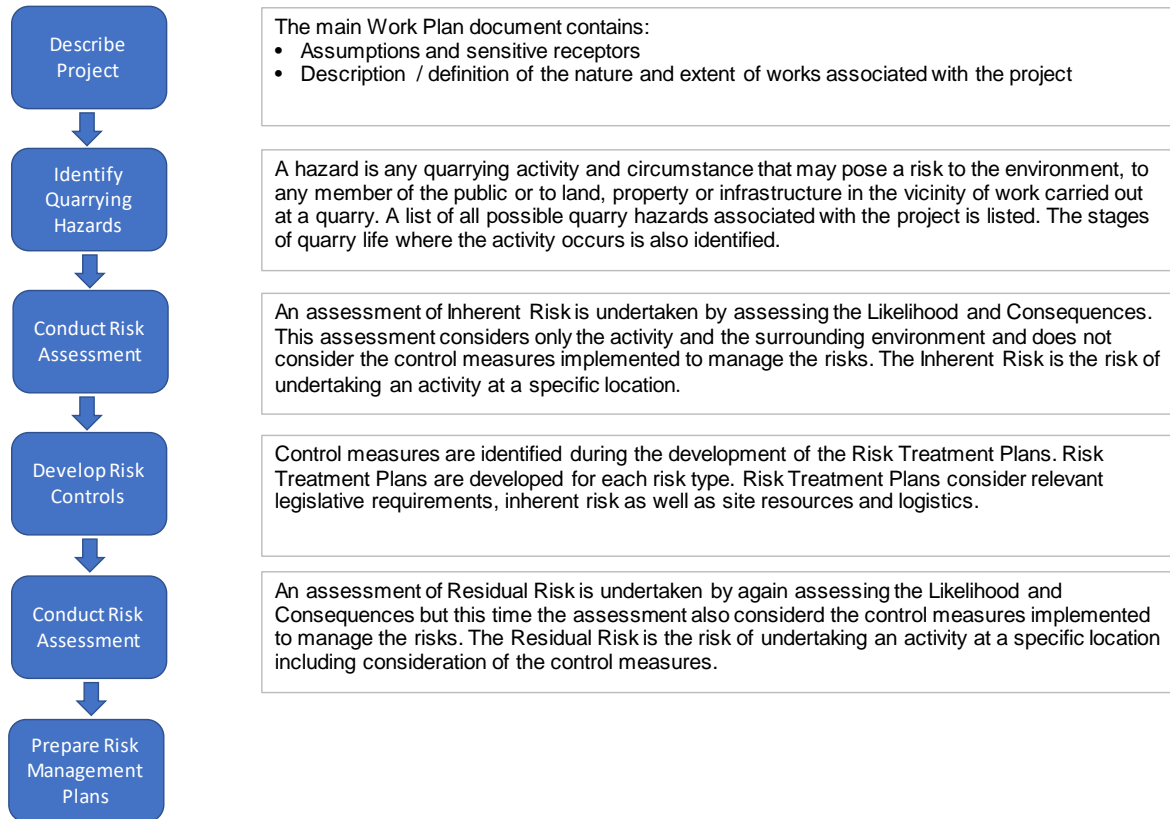 Describe
Project
The main Work Plan document contains:
• Assumptions and sensitive receptors
• Description / definition of the nature and extent of works associated with the project
Identify
Quarrying
Hazards
A hazard is any quarrying activity and circumstance that may pose a risk to the environment, to
any member of the public or to land, property or infrastructure in the vicinity of work carried out
at a quarry. A list of all possible quarry hazards associated with the project is listed. The stages
of quarry life where the activity occurs is also identified.
Conduct Risk
Assessment
An assessment of Inherent Risk is undertaken by assessing the Likelihood and Consequences.
This assessment considers only the activity and the surrounding environment and does not
consider the control measures implemented to manage the risks. The Inherent Risk is the risk of
undertaking an activity at a specific location.
Develop Risk
Controls
Control measures are identified during the development of the Risk Treatment Plans. Risk
Treatment Plans are developed for each risk type. Risk Treatment Plans consider relevant
legislative requirements, inherent risk as well as site resources and logistics.
Conduct Risk
Assessment
An assessment of Residual Risk is undertaken by again assessing the Likelihood and
Consequences but this time the assessment also considerd the control measures implemented
to manage the risks. The Residual Risk is the risk of undertaking an activity at a specific location
including consideration of the control measures.
Prepare Risk
Management
Plans